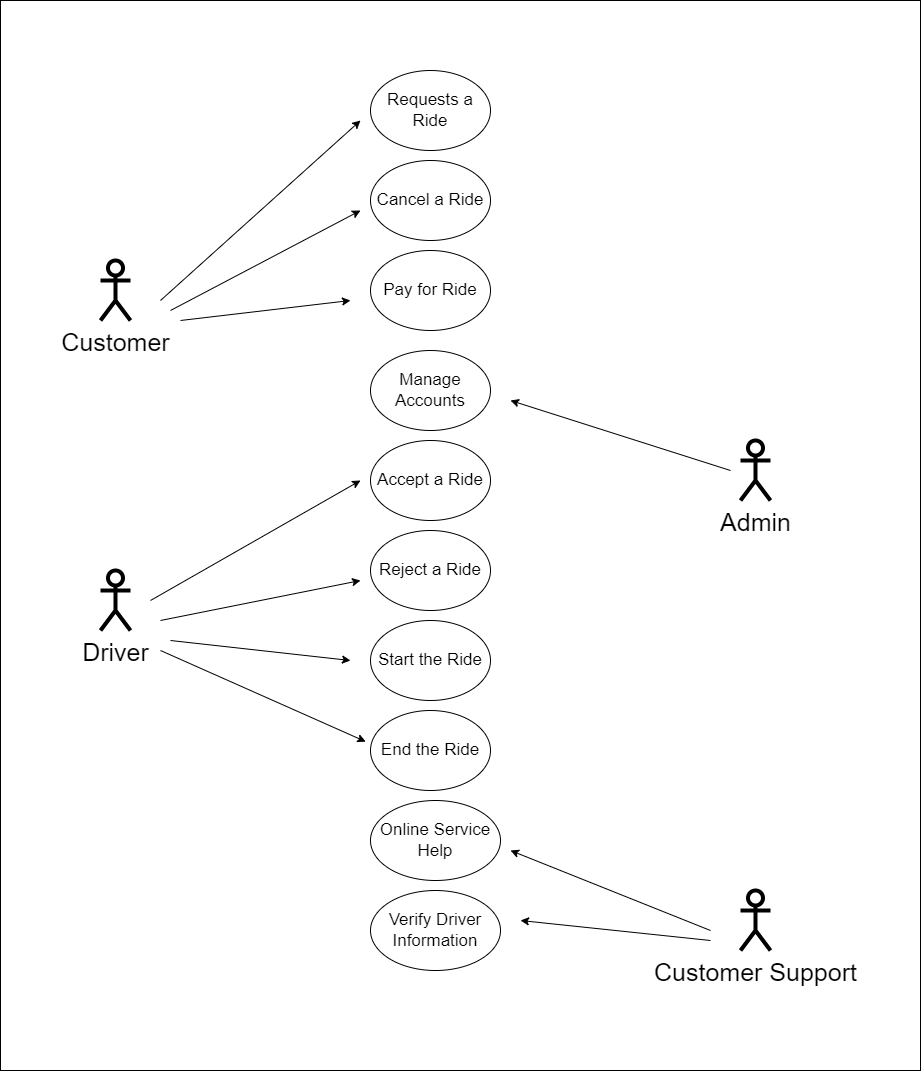 Requests a
Ride
Cancel a Ride
Pay for Ride
Customer
Manage
Accounts
Accept a Ride
Admin
Reject a Ride
Driver
Start the Ride
End the Ride
Online Service
Help
Verify Driver
Information
Customer Support